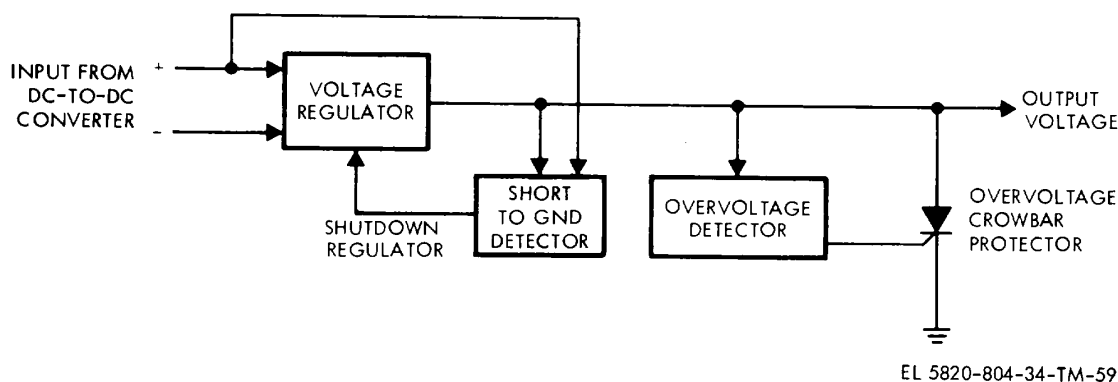 INPUT FROM
DC-TO-DC
CONVERTER
+
-
VOLTAGE
REGULATOR
OUTPUT
VOLTAGE
SHUTDOWN
REGULATOR
SHORT
TO GND
DETECTOR
OVERVOLTAGE
DETECTOR
OVERVOLTAGE
CROWBAR
PROTECTOR
EL 5820-804-34-TM-59